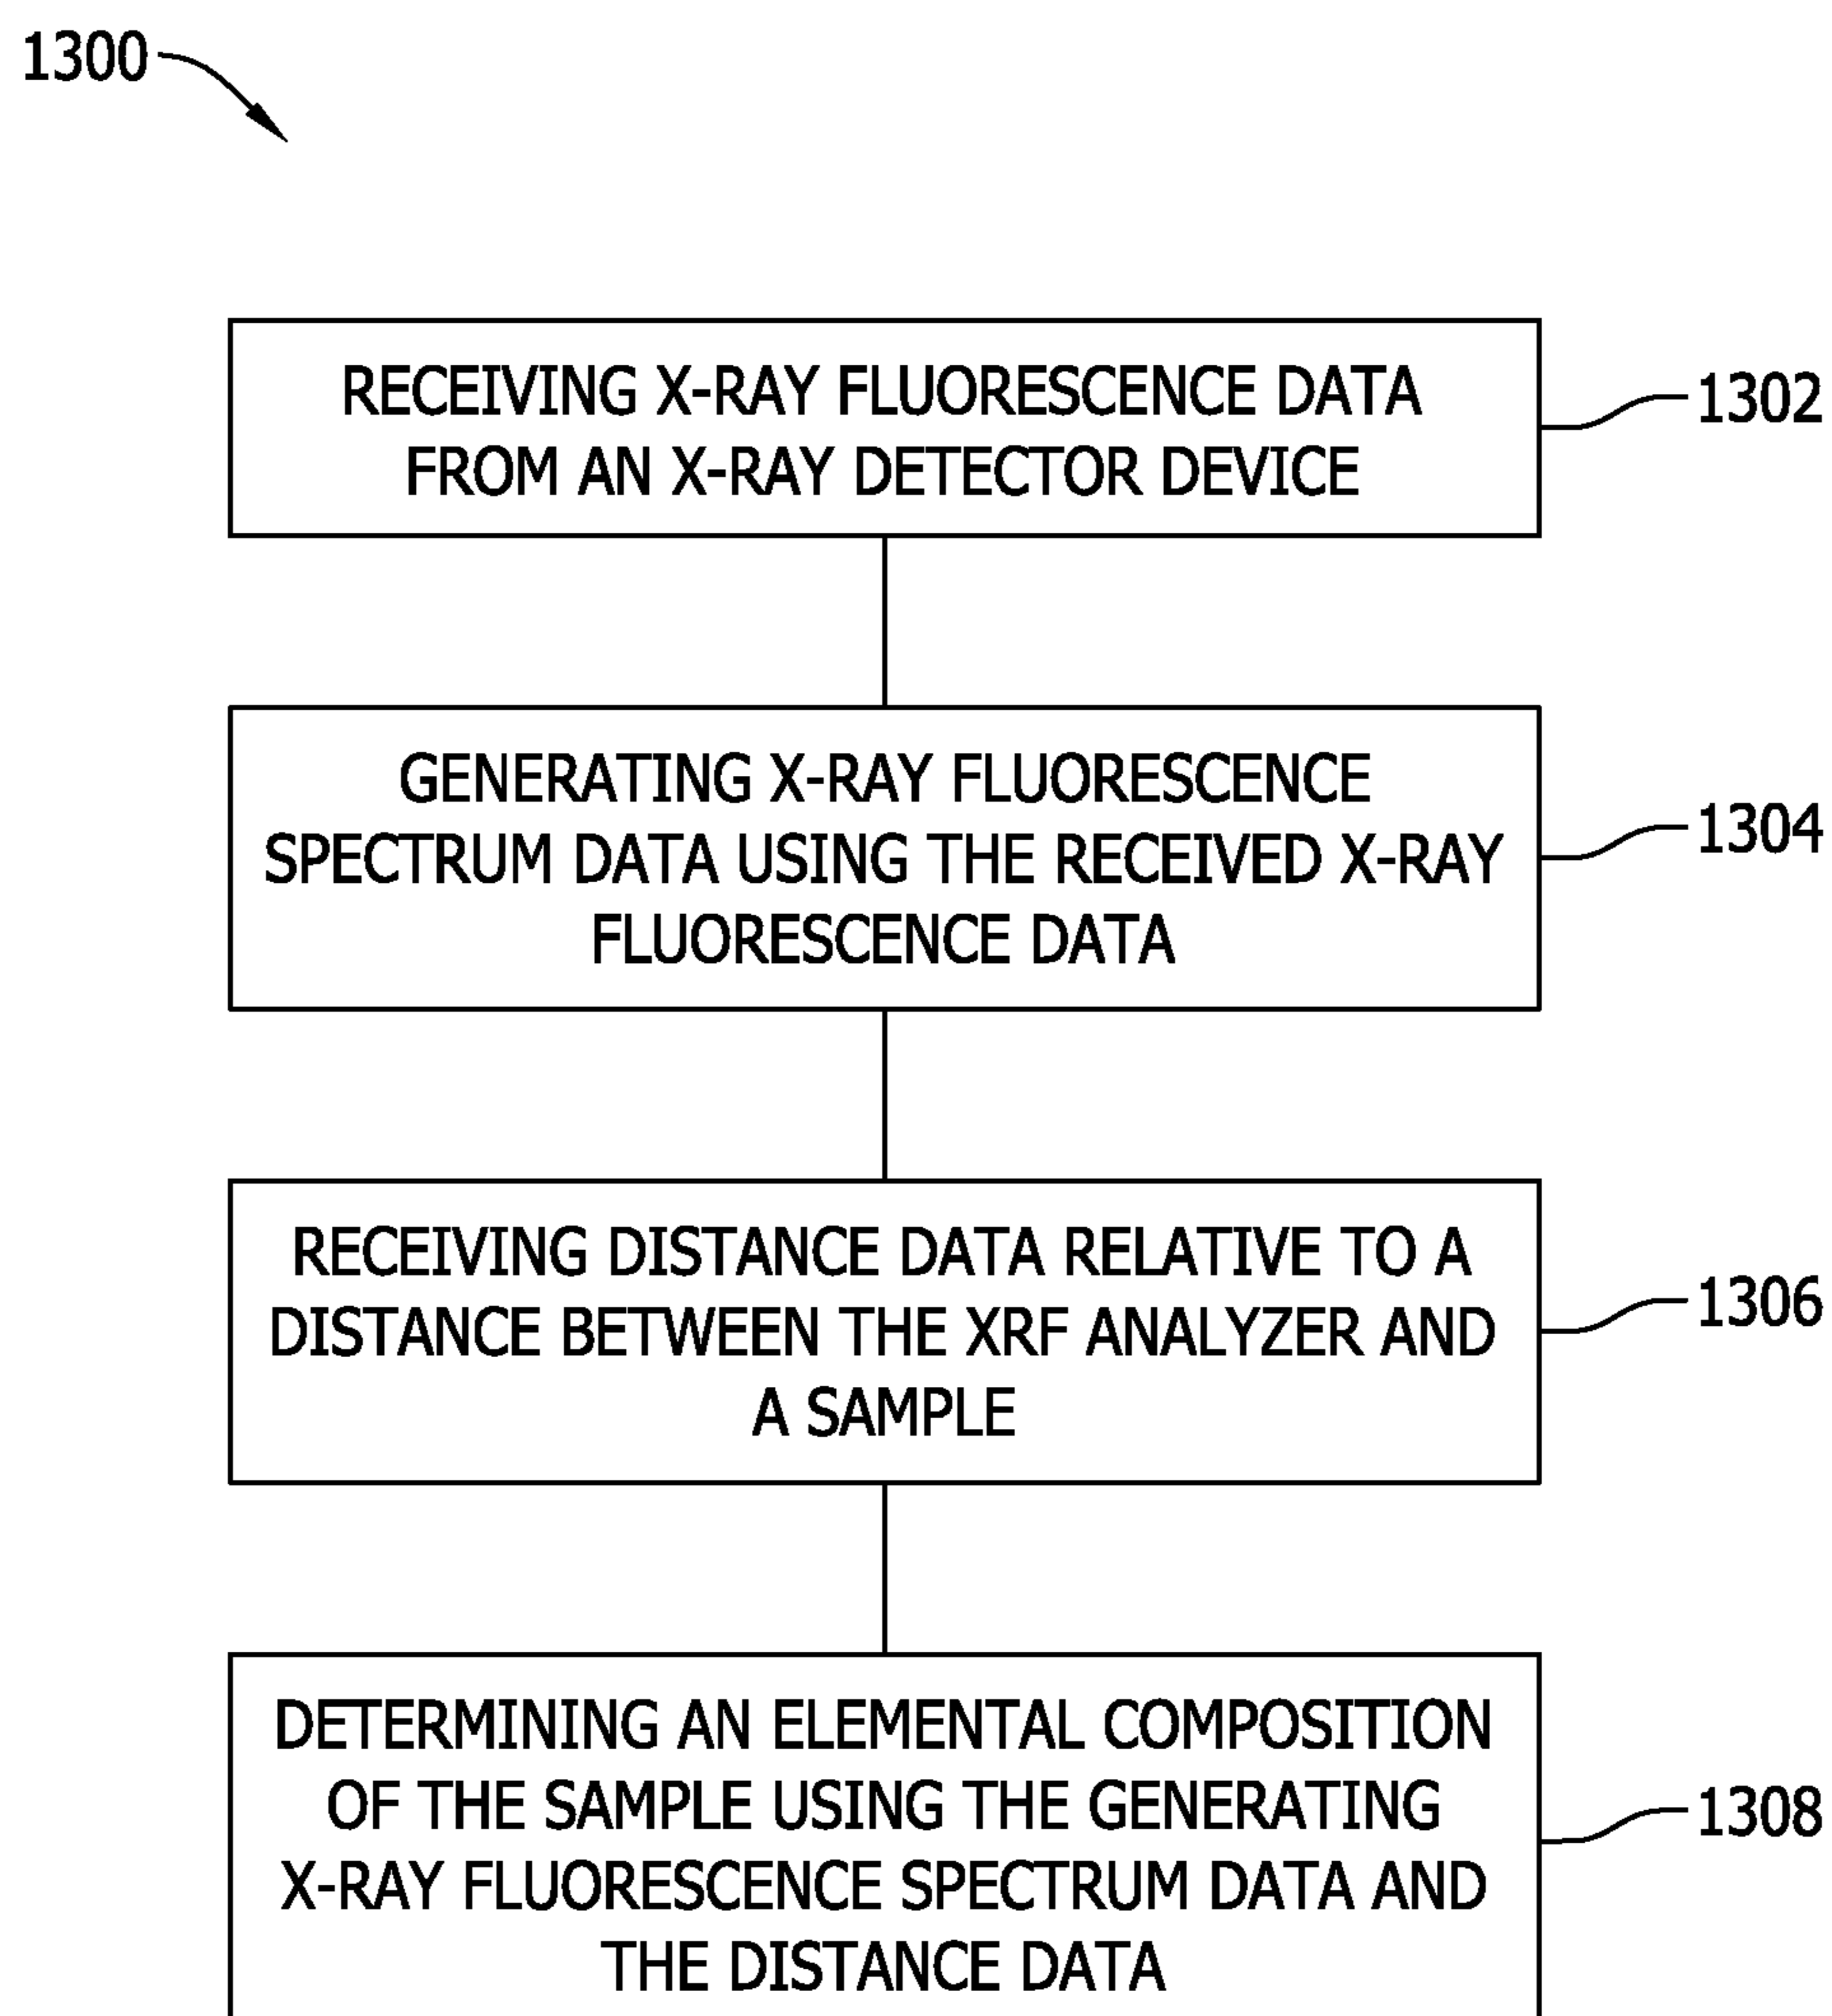 1300
RECEIVING X-RAY FLUORESCENCE DATA
FROM AN X-RAY DETECTOR DEVICE
1302
GENERATING X-RAY FLUORESCENCE
SPECTRUM DATA USING THE RECEIVED X-RAY
FLUORESCENCE DATA
1304
RECEIVING DISTANCE DATA RELATIVE TO A
DISTANCE BETWEEN THE XRF ANALYZER AND
A SAMPLE
1306
DETERMINING AN ELEMENTAL COMPOSITION
OF THE SAMPLE USING THE GENERATING
X-RAY FLUORESCENCE SPECTRUM DATA AND
THE DISTANCE DATA
1308